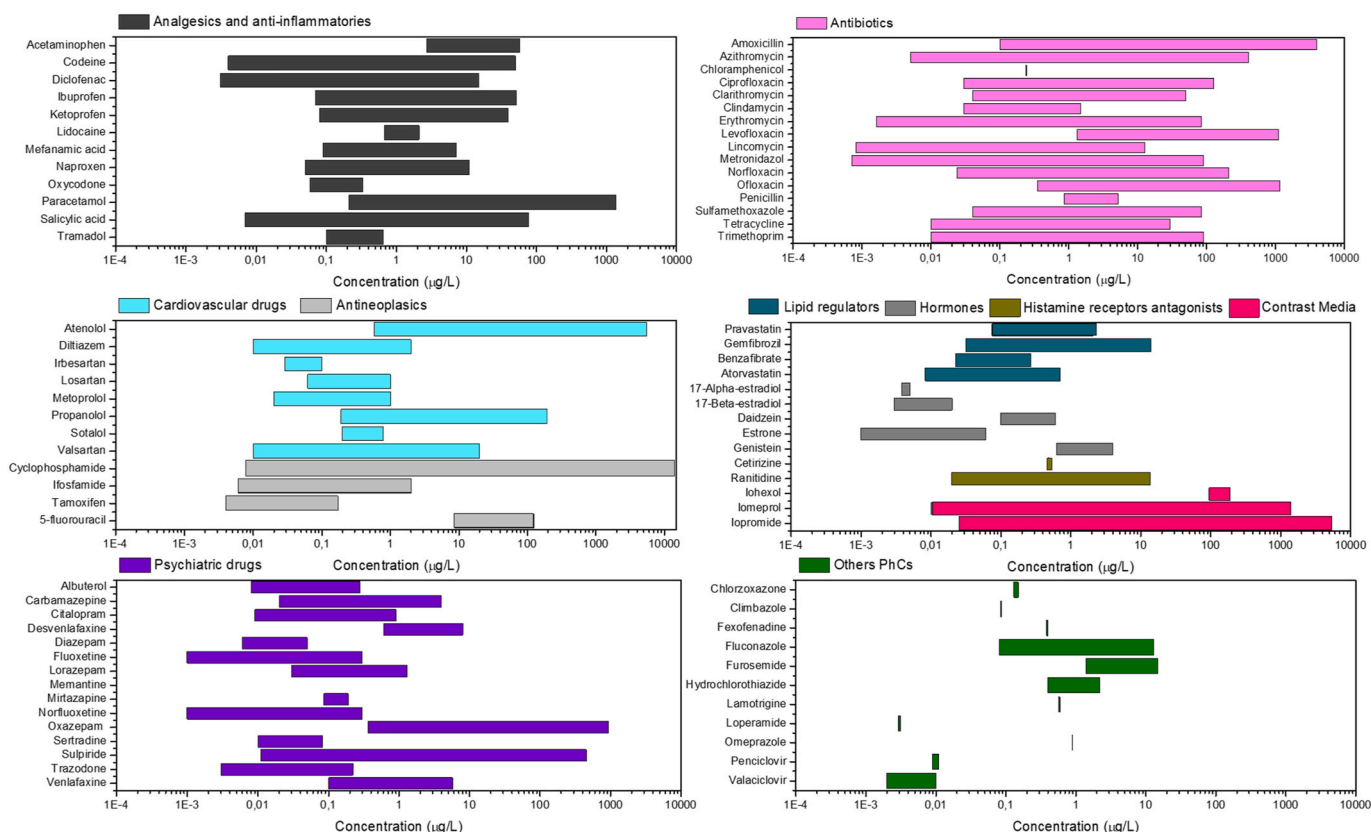 Analgesics and anti-inflammatories
Acetaminophen
Codeine
Diclofenac
Ibuprofen
Ketoprofen
Lidocaine
Mefanamic acid
Naproxen
Oxycodone
Paracetamol
Salicylic acid
Tramadol
1E-4 0,01 0,1 1 10 100 1000 10000
Concentration (µg/L)
Antibiotics
Amoxicillin
Azithromycin
Chloramphenicol
Ciprofloxacin
Clarithromycin
Clindamycin
Erythromycin
Levofloxacin
Lincomycin
Metronidazol
Norfloxacin
Ofloxacin
Penicillin
Sulfamethoxazole
Tetracycline
Trimethoprim
1E-4 1E-3 0,01 0,1 1 10 100 1000 10000
Concentration (µg/L)
Cardiovascular drugs Antineoplasics
Atenolol
Diltiazem
Irbesartan
Losartan
Metoprolol
Propanolol
Sotalol
Valsartan
Cyclophosphamide
Ifosfamide
Tamoxifen
5-fluorouracil
1E-4 1E-3 0,01 0,1 1 10 100 1000 10000
Concentration (µg/L)
Lipid regulators Hormones Histamine receptors antagonists Contrast Media
Pravastatin
Gemfibrozil
Benzafibrate
Atorvastatin
17-Alpha-estradiol
17-Beta-estradiol
Daidzein
Estrone
Genistein
Cetirizine
Ranitidine
Iohexol
Iomeprol
Iopromide
1E-4 1E-3 0,01 0,1 1 10 100 1000 10000
Concentration (µg/L)
Psychiatric drugs
Albuterol
Carbamazepine
Citalopram
Desvenlafaxine
Diazepam
Fluoxetine
Lorazepam
Memantine
Mirtazapine
Norfluoxetine
Oxazepam
Sertradine
Sulpiride
Trazodone
Venlafaxine
1E-4 1E-3 0,01 0,1 1 10 100 1000 10000
Concentration (µg/L)
Others PhCs
Chlorzoxazone
Climbazole
Fexofenadine
Fluconazole
Furosemide
Hydrochlorothiazide
Lamotrigine
Loperamide
Omeprazole
Penciclovir
Valaciclovir
1E-4 1E-3 0,01 0,1 1 10 100 1000 10000
Concentration (µg/L)